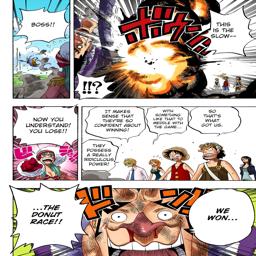 THIS IS
THE
SLOW--
BOSS!!
!!?
SO
THAT'S
WHAT
GOT US.
WITH
SOMETHING
LIKE THAT
TO MEDDLE
WITH THE
GAME...
IT MAKES
SENSE THAT
THEY'RE SO
CONFIDENT ABOUT
WINNING!
THEY
POSSESS
A REALLY
RIDICULOUS
POWER!
NOW YOU
UNDERSTAND!
YOU LOSE!!
WE
WON...
...THE
DONUT
RACE!!